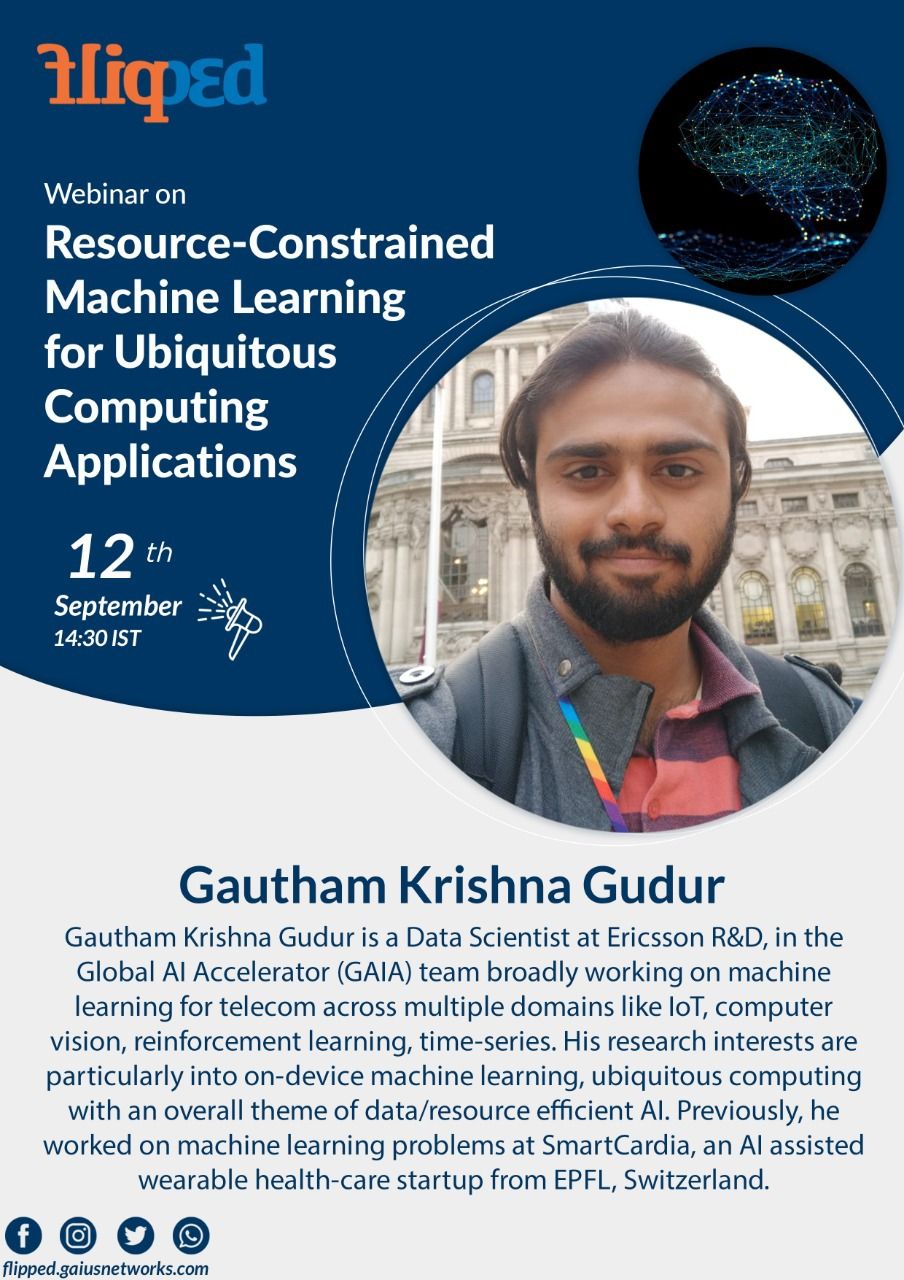 flipped
Webinar on
Resource-Constrained
Machine Learning
for Ubiquitous
Computing
Applications
12 th
September
14:30 IST
Gautham Krishna Gudur
Gautham Krishna Gudur is a Data Scientist at Ericsson R&D, in the
Global AI Accelerator (GAIA) team broadly working on machine
learning for telecom across multiple domains like IoT, computer
vision, reinforcement learning, time-series. His research interests are
particularly into on-device machine learning, ubiquitous computing
with an overall theme of data/resource efficient AI. Previously, he
worked on machine learning problems at SmartCardia, an AI assisted
wearable health-care startup from EPFL, Switzerland.
flipped.gaiusnetworks.com